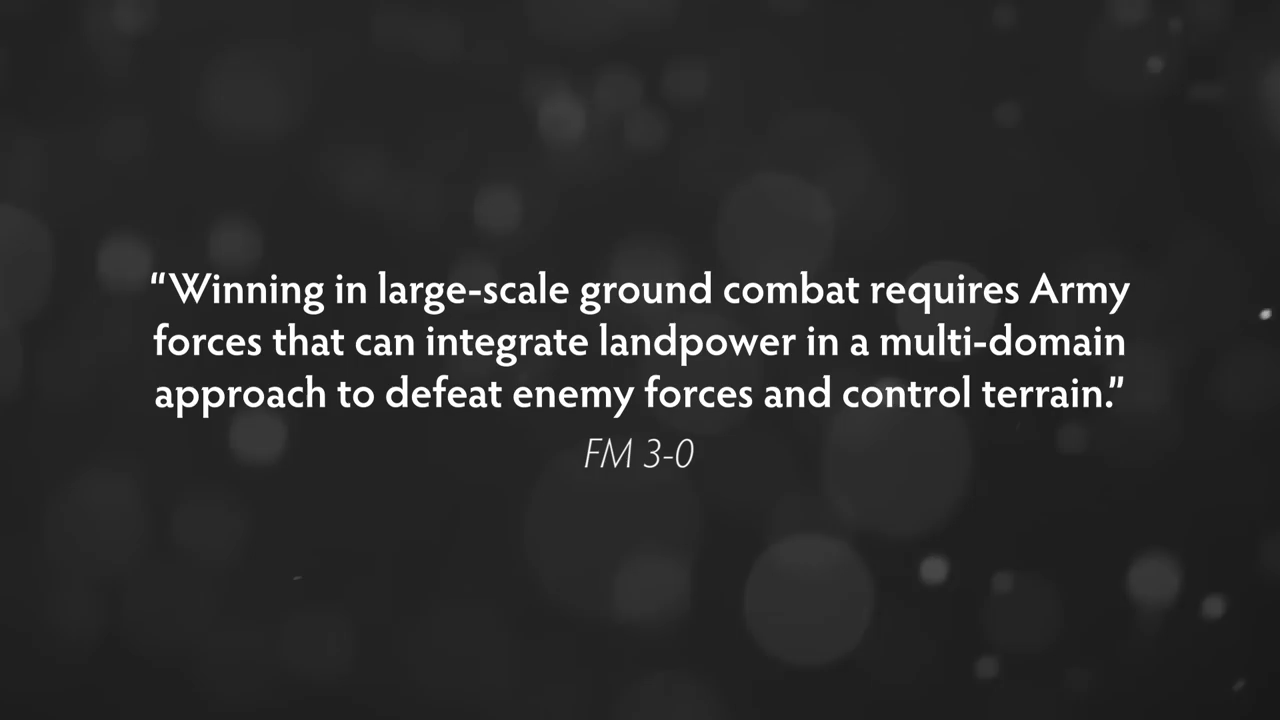 “Winning in large-scale ground combat requires Army
forces that can integrate landpower in a multi-domain
approach to defeat enemy forces and control terrain.”
FM 3-0